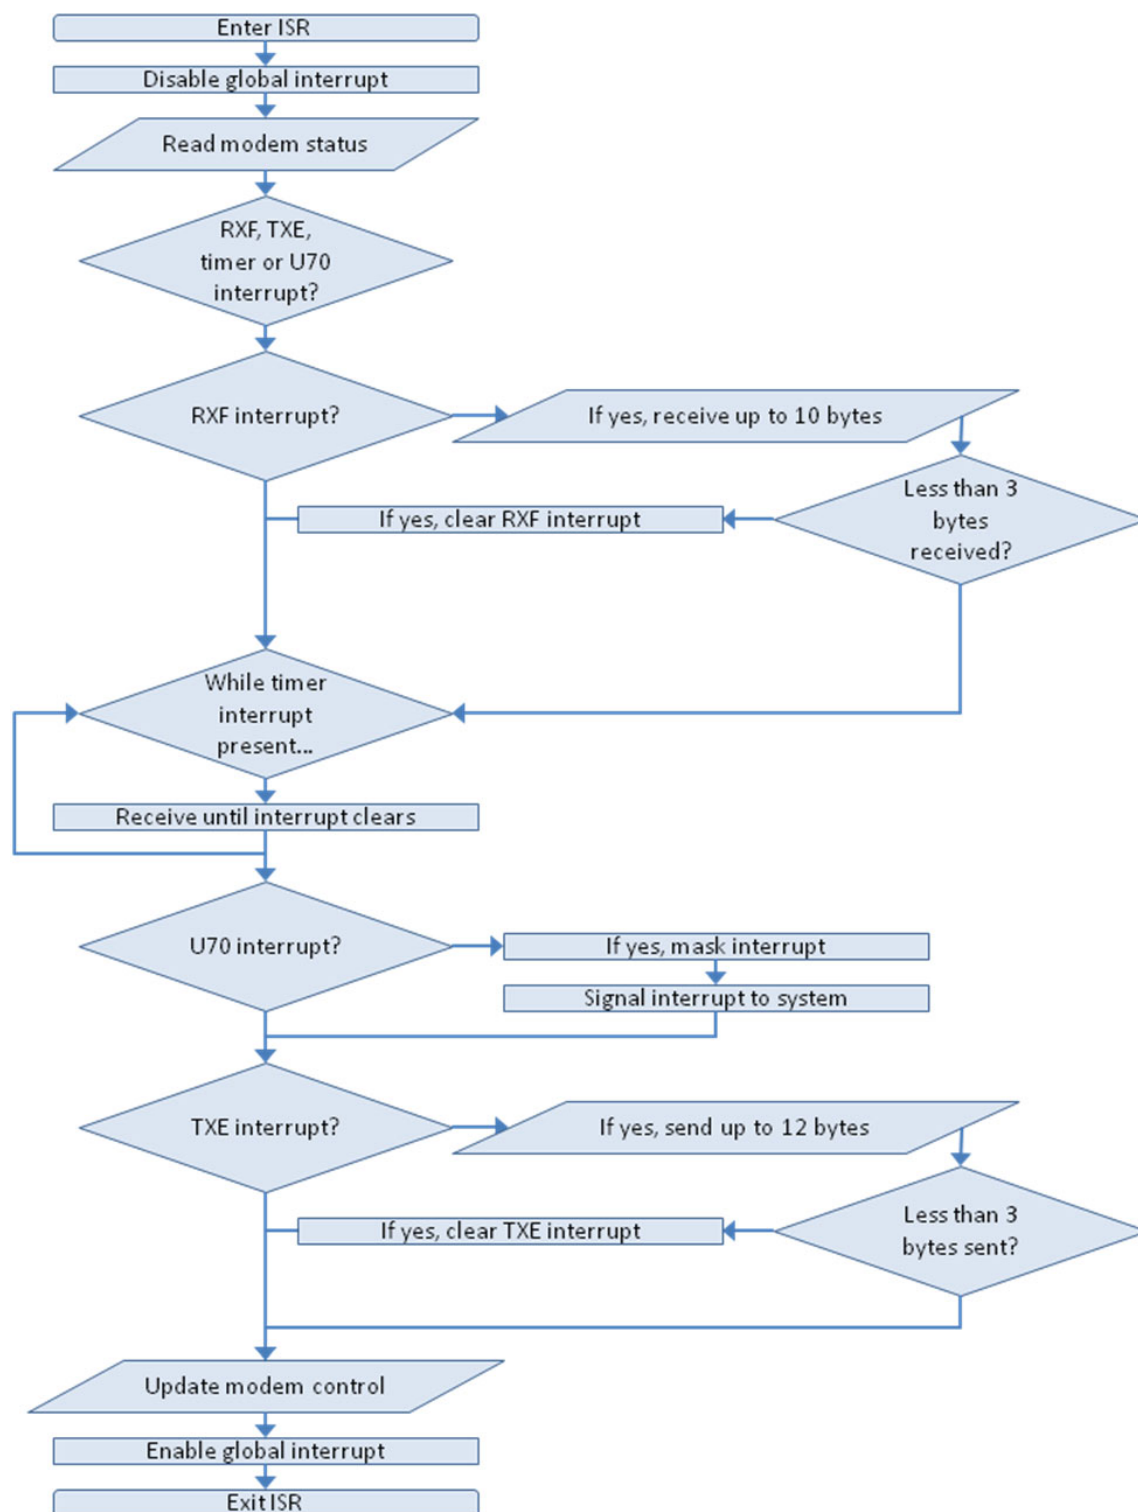 Enter ISR
Disable global interrupt
Read modem status
RXF, TXE,
timer or U70
interrupt?
RXF interrupt?
If yes, receive up to 10 bytes
Less than 3
bytes
received?
If yes, clear RXF interrupt
While timer
interrupt
present...
Receive until interrupt clears
U70 interrupt?
If yes, mask interrupt
Signal interrupt to system
TXE interrupt?
If yes, send up to 12 bytes
Less than 3
bytes sent?
If yes, clear TXE interrupt
Update modem control
Enable global interrupt
Exit ISR